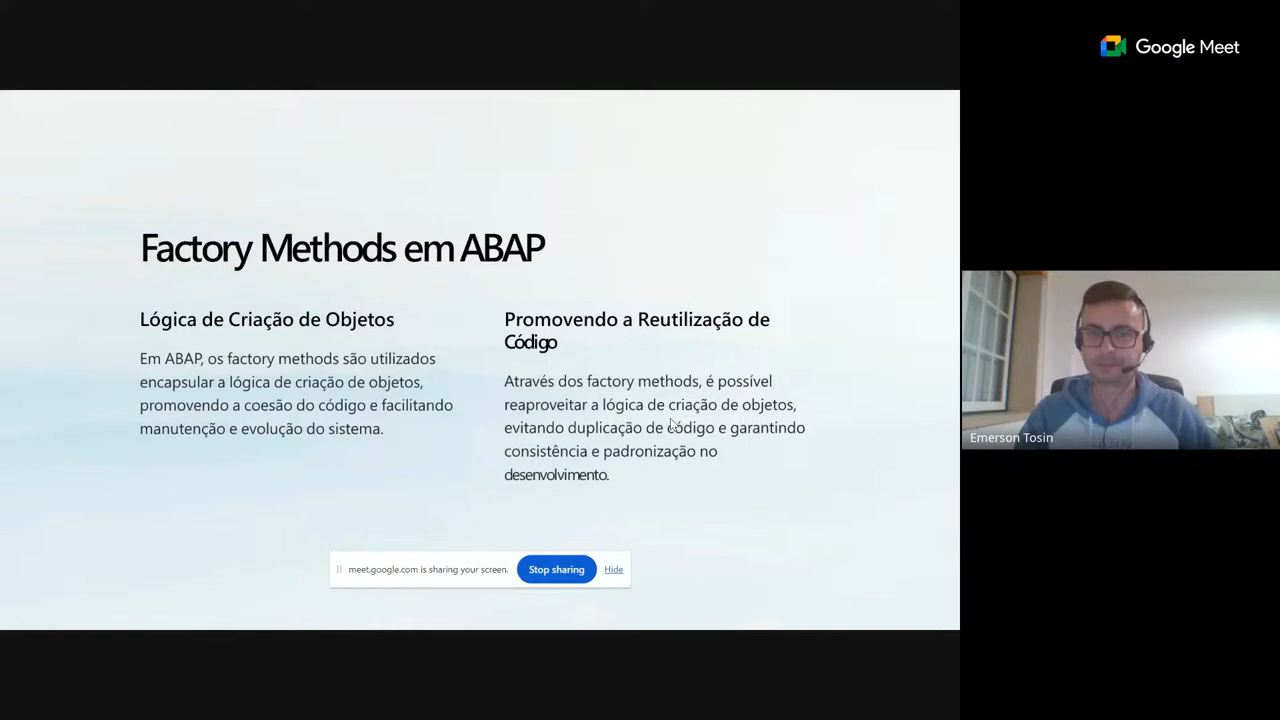 Google Meet
Factory Methods em ABAP
Lógica de Criação de Objetos
Em ABAP, os factory methods são utilizados
encapsular a lógica de criação de objetos,
promovendo a coesão do código e facilitando
manutenção e evolução do sistema.
Promovendo a Reutilização de
Código
Através dos factory methods, é possível
reaproveitar a lógica de criação de objetos,
evitando duplicação de código e garantindo
consistência e padronização no
desenvolvimento.
meet.google.com is sharing your screen.
Stop sharing
Hide
Emerson Tosin